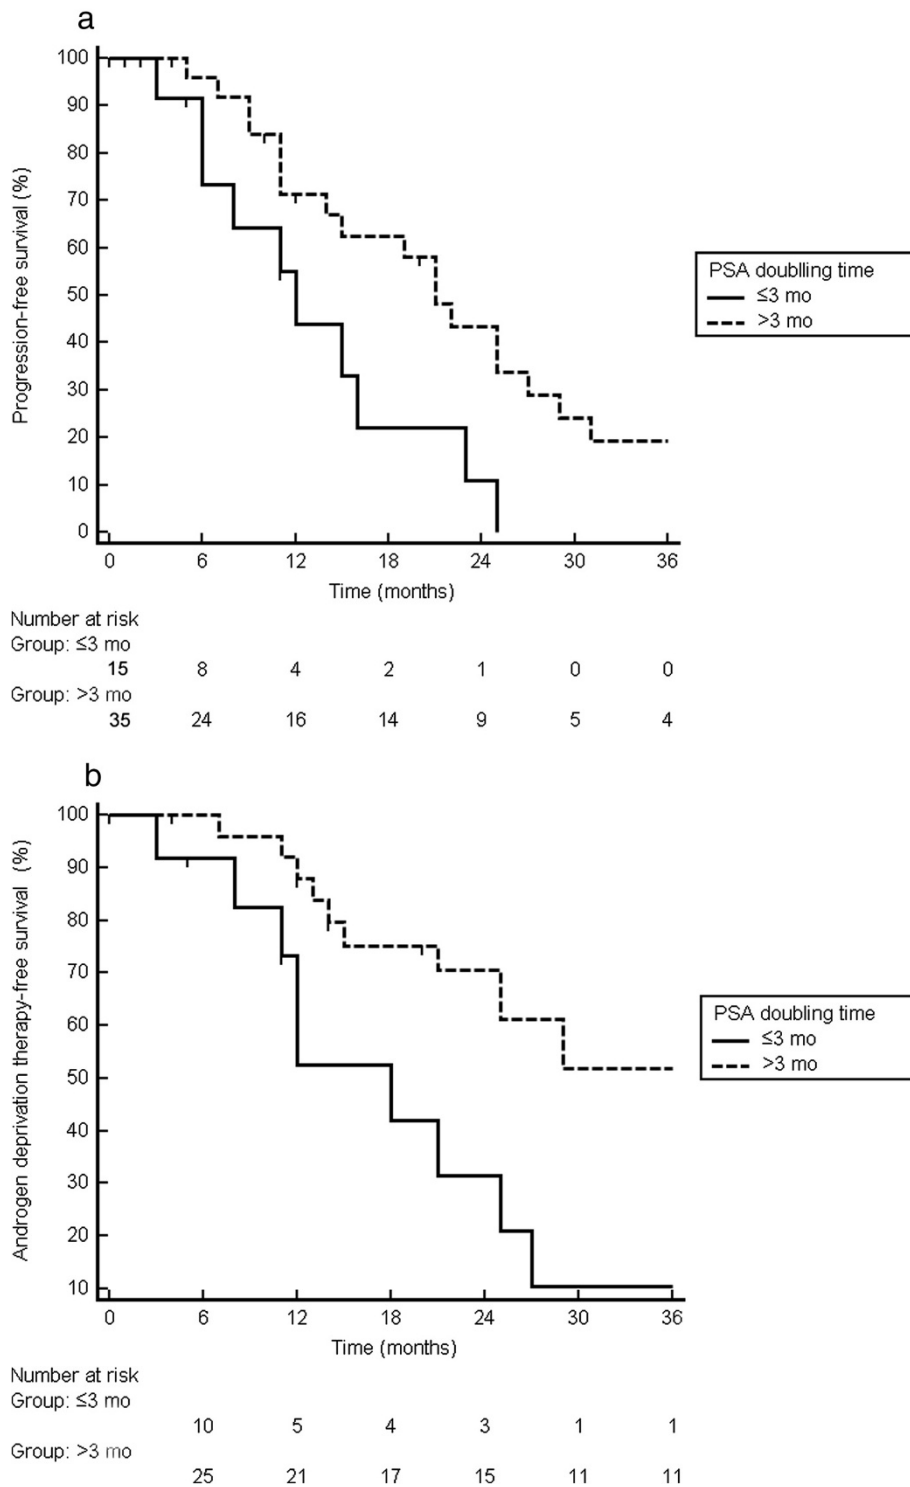 a
100
90
80
70
60
50
40
30
20
10
0
Progression-free survival (%)
0 6 12 18 24 30 36
Time (months)
PSA doublling time
≤3 mo
>3 mo
Number at risk
Group: ≤3 mo
15 8 4 2 1 0 0
Group: >3 mo
35 24 16 14 9 5 4
b
100
90
80
70
60
50
40
30
20
10
Androgen deprivation therapy-free survival (%)
0 6 12 18 24 30 36
Time (months)
PSA doubling time
≤3 mo
>3 mo
Number at risk
Group: ≤3 mo
10 5 4 3 1 1
Group: >3 mo
25 21 17 15 11 11